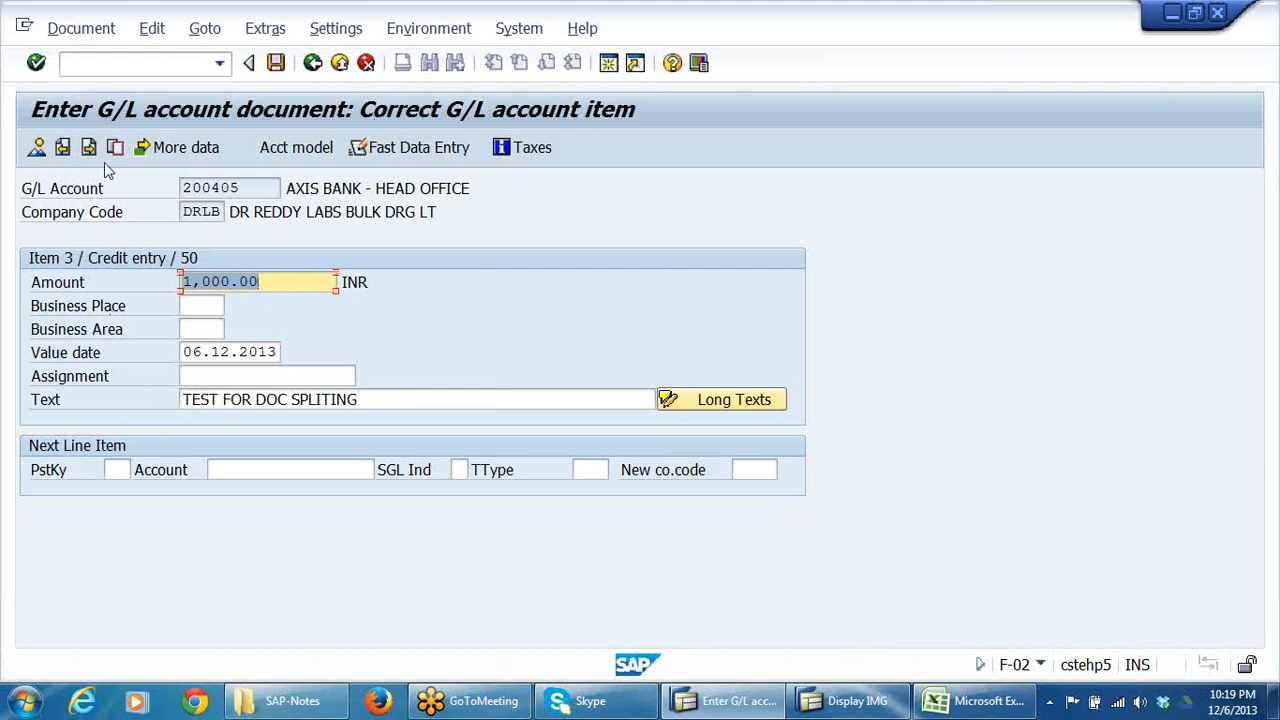 Document Edit Goto Extras Settings Environment System Help
Enter G/L account document: Correct G/L account item
More data Acct model Fast Data Entry Taxes
G/L Account 200405 AXIS BANK - HEAD OFFICE
Company Code DRLB DR REDDY LABS BULK DRG LT
Item 3 / Credit entry / 50
Amount 1,000.00 INR
Business Place
Business Area
Value date 06.12.2013
Assignment
Text TEST FOR DOC SPLITING Long Texts
Next Line Item
PstKy Account SGL Ind TType New co.code
SAP F-02 cstehp5 INS
SAP-Notes GoToMeeting Skype Enter G/L acc... Display IMG Microsoft Ex... 10:19 PM
12/6/2013